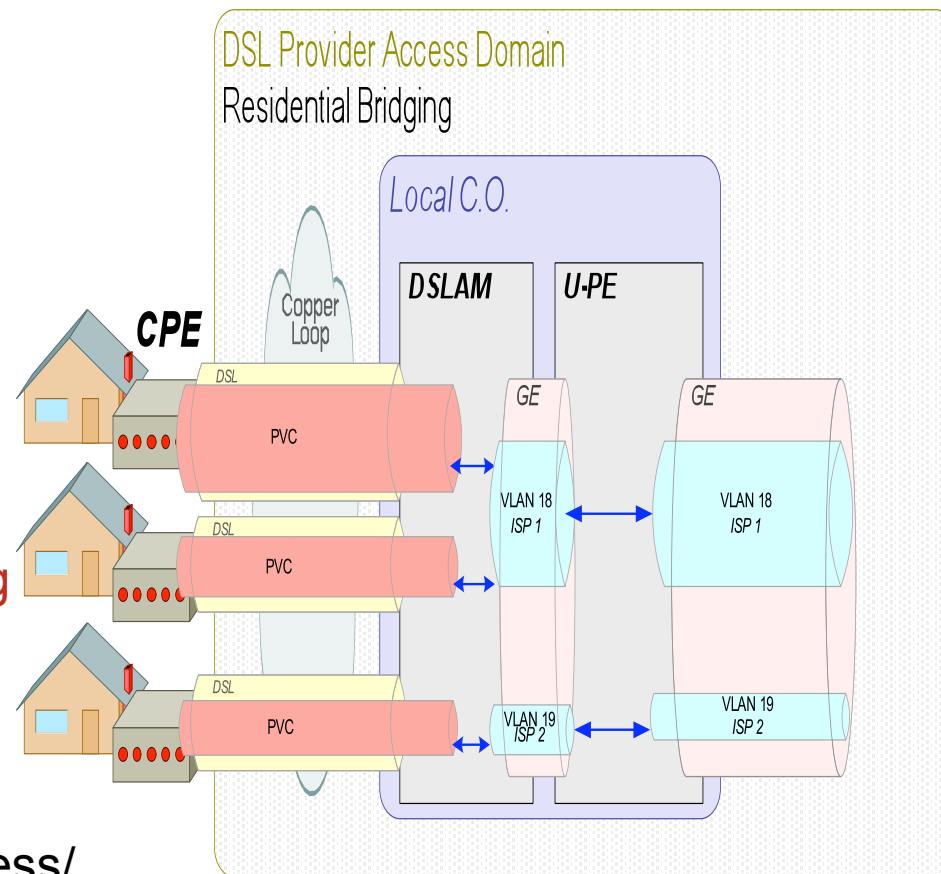 DSL Provider Access Domain
Residential Bridging
Local C.O.
DSLAM
U-PE
Copper
Loop
CPE
DSL
PVC
GE
GE
VLAN 18
ISP 1
VLAN 18
ISP 1
DSL
PVC
g
DSL
PVC
VLAN 19
ISP 2
VLAN 19
ISP 2
ess/